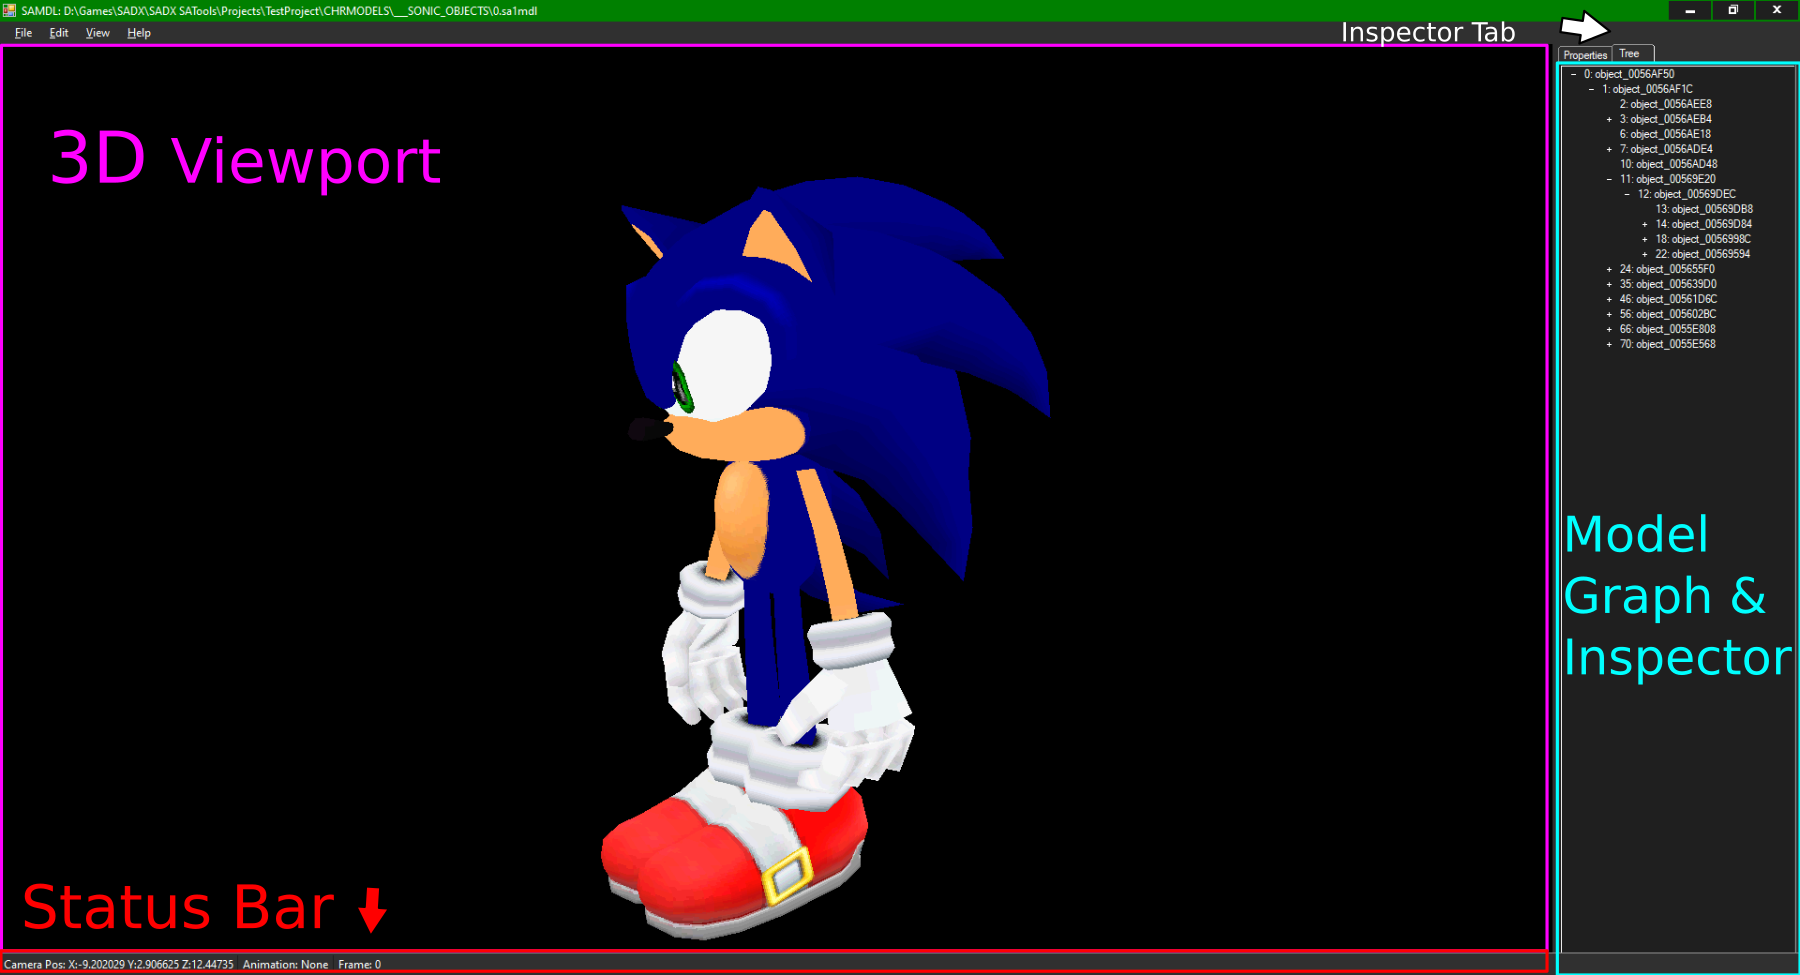 SAMDL: D:\Games\SADX\SADX SATools\Projects\TestProject\CHRMODELS\___SONIC_OBJECTS\0.sa1mdl
File Edit View Help
Inspector Tab
Properties Tree
3D Viewport
0: object_0056AF50
1: object_0056AF1C
2: object_0056AEE8
3: object_0056AEB4
6: object_0056AE18
7: object_0056ADE4
10: object_0056AD48
11: object_00569E20
12: object_00569DEC
13: object_00569DB8
14: object_00569D84
18: object_0056998C
22: object_00569594
24: object_005655F0
35: object_005639D0
46: object_00561D6C
56: object_005602BC
66: object_0055E808
70: object_0055E568
Model
Graph &
Inspector
Status Bar
Camera Pos: X:-9.202029 Y:2.906625 Z:12.44735 Animation: None Frame: 0